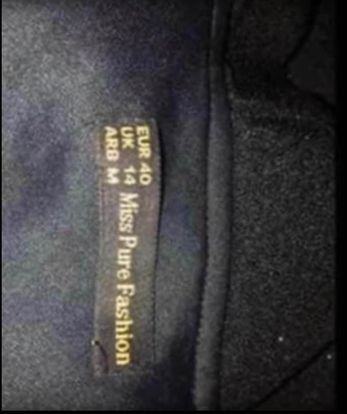 EUR 40
UK 14
ARB M
Miss Pure Fashion